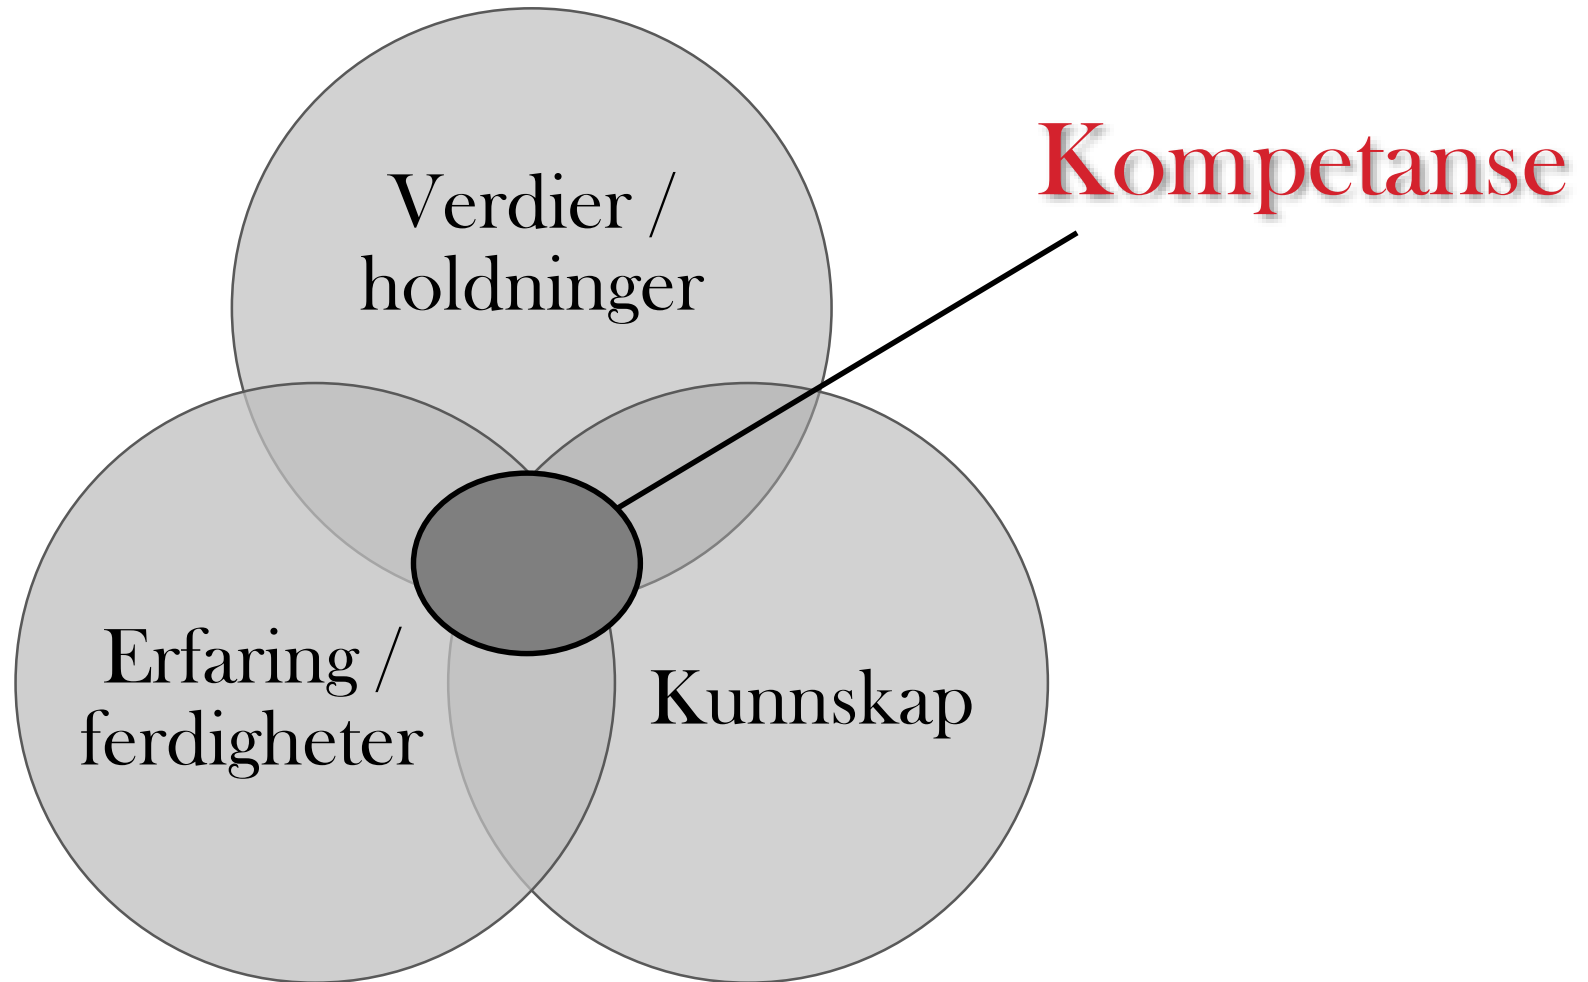 Kompetanse
Verdier /
holdninger
Erfaring /
ferdigheter
Kunnskap